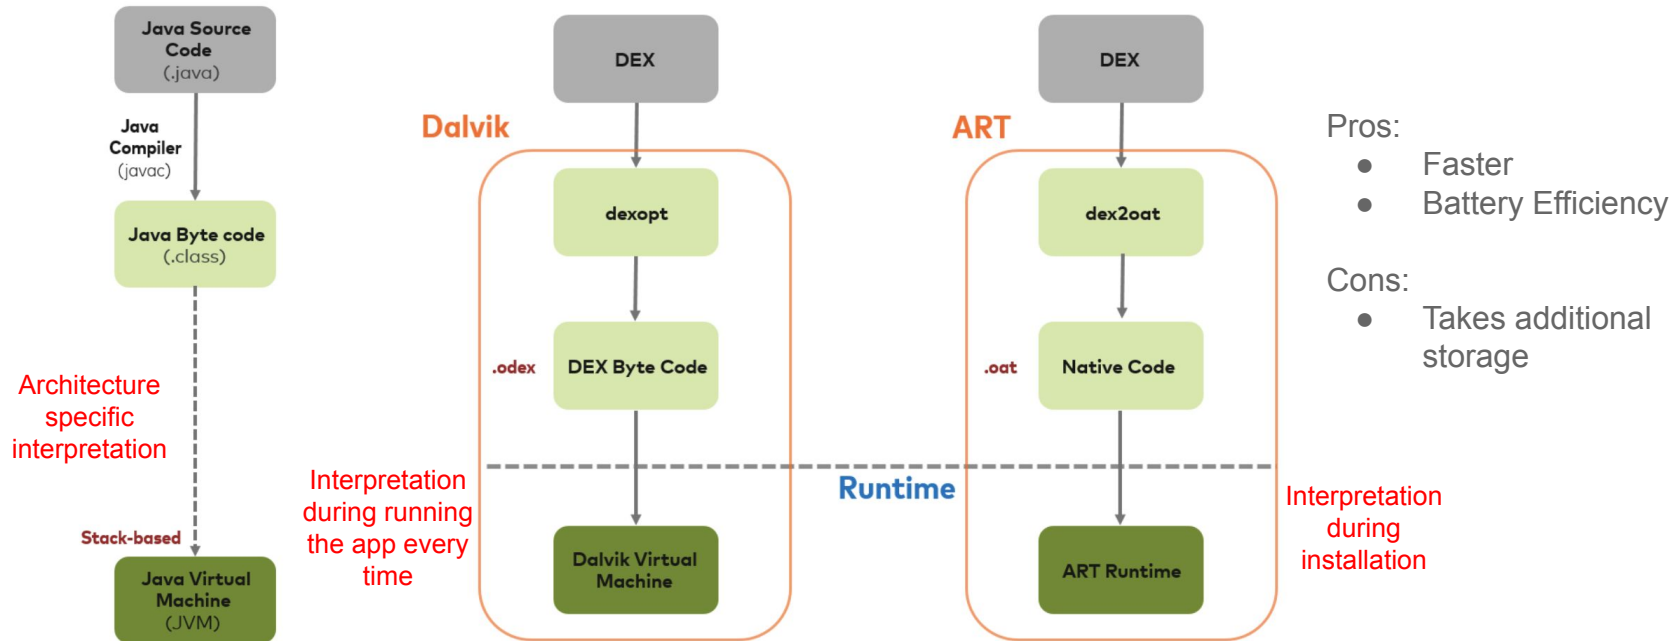 Java Source
Code
(.java)
Java
Compiler
(javac)
Java Byte code
(.class)
Architecture
specific
interpretation
Stack-based
Java Virtual
Machine
(JVM)
DEX
Dalvik
dexopt
.odex
DEX Byte Code
Interpretation
during running
the app every
time
Dalvik Virtual
Machine
Runtime
DEX
ART
dex2oat
.oat
Native Code
ART Runtime
Interpretation
during
installation
Pros:
● Faster
● Battery Efficiency
Cons:
● Takes additional
storage